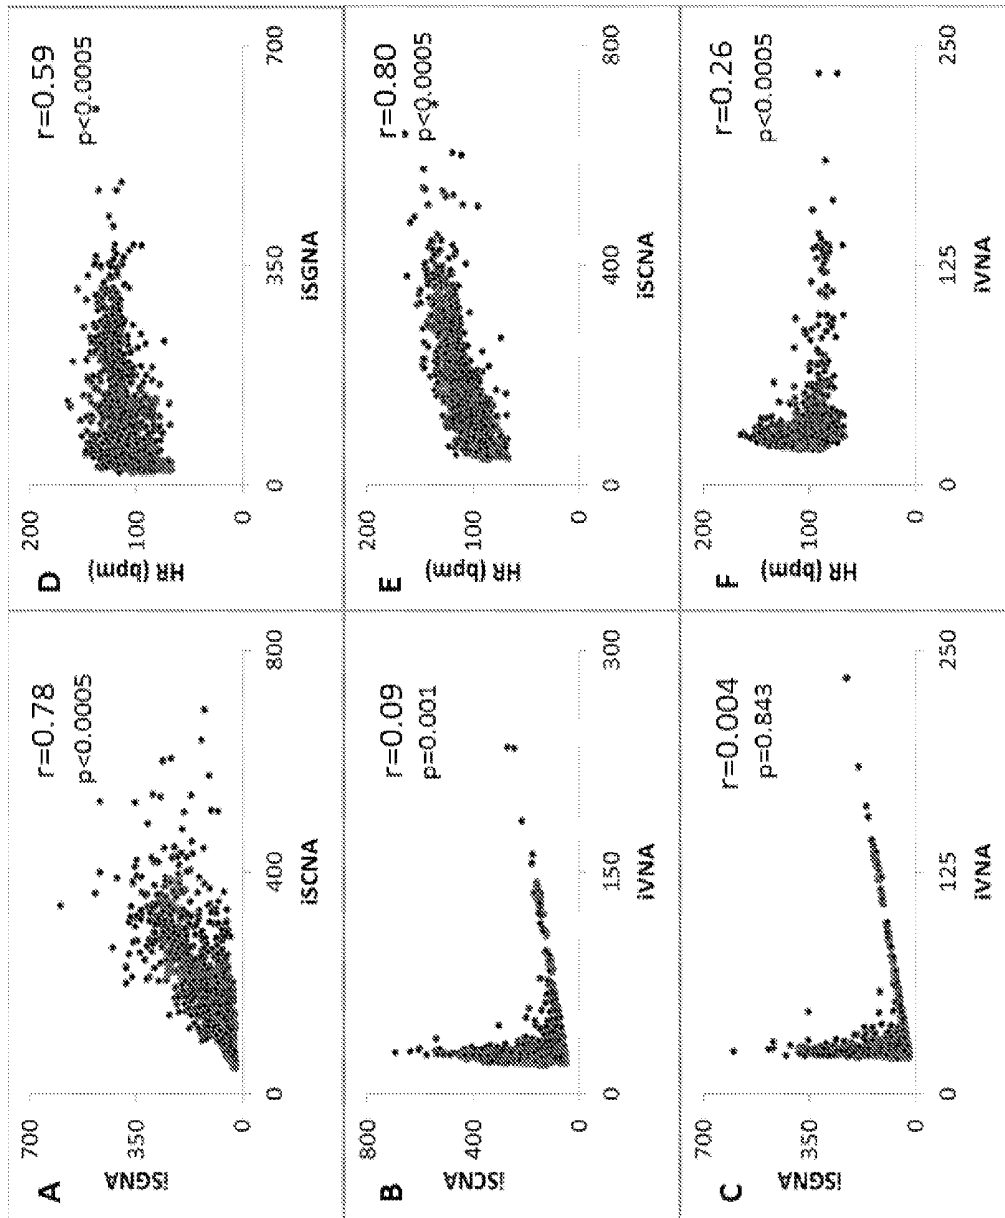 A
r=0.78
p<0.0005
iSGNA
700
350
0
0
400
800
iSCNA
D
r=0.59
p<0.0005
HR (bpm)
200
100
0
0
350
700
iSGNA
B
r=0.09
p=0.001
iSCNA
800
400
0
0
150
300
iVNA
E
r=0.80
p<0.0005
HR (bpm)
200
100
0
0
400
800
iSCNA
C
r=0.004
p=0.843
iSGNA
700
350
0
0
125
250
iVNA
F
r=0.26
p<0.0005
HR (bpm)
200
100
0
0
125
250
iVNA